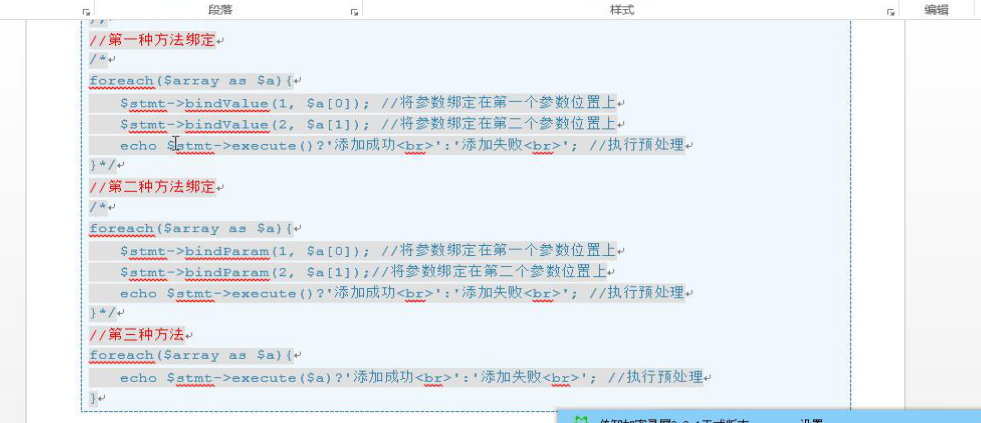 段落
样式
编辑
//第一种方法绑定
/*
foreach($array as $a){
$stmt->bindValue(1, $a[0]); //将参数绑定在第一个参数位置上
$stmt->bindValue(2, $a[1]); //将参数绑定在第二个参数位置上
echo $stmt->execute()?'添加成功<br>':'添加失败<br>'; //执行预处理
}*/
//第二种方法绑定
/*
foreach($array as $a){
$stmt->bindParam(1, $a[0]); //将参数绑定在第一个参数位置上
$stmt->bindParam(2, $a[1]);//将参数绑定在第二个参数位置上
echo $stmt->execute()?'添加成功<br>':'添加失败<br>'; //执行预处理
}*/
//第三种方法
foreach($array as $a){
echo $stmt->execute($a)?'添加成功<br>':'添加失败<br>'; //执行预处理
}